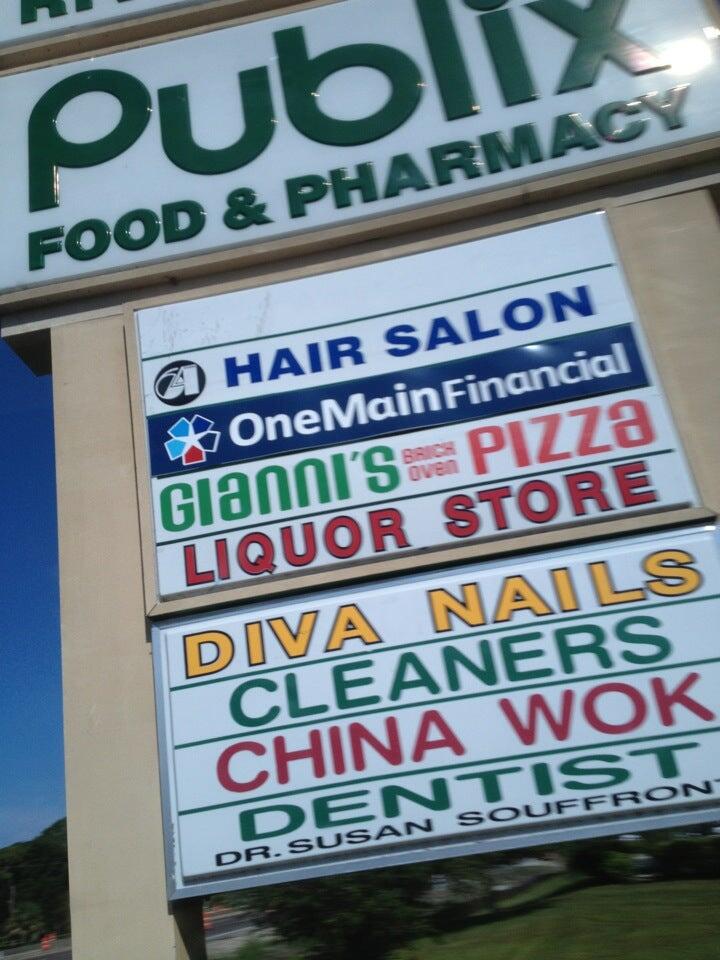 Publix
FOOD & PHARMACY
HAIR SALON
OneMain Financial
Gianni's BRICK OVEN PIZZA
LIQUOR STORE
DIVA NAILS
CLEANERS
CHINA WOK
DENTIST
DR. SUSAN SOUFFRONT